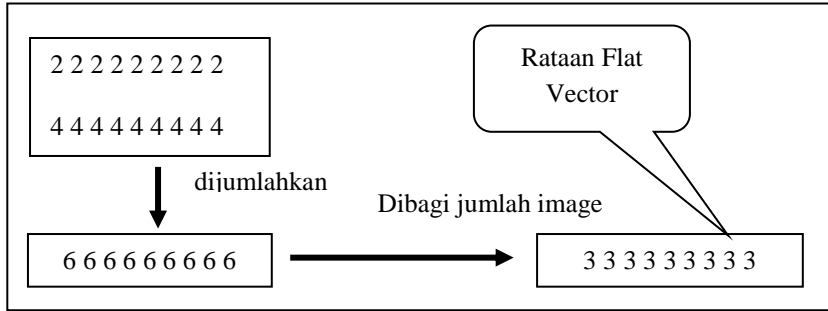 2 2 2 2 2 2 2 2 2
4 4 4 4 4 4 4 4 4
dijumlahkan
6 6 6 6 6 6 6 6 6
Dibagi jumlah image
Rataan Flat
Vector
3 3 3 3 3 3 3 3 3